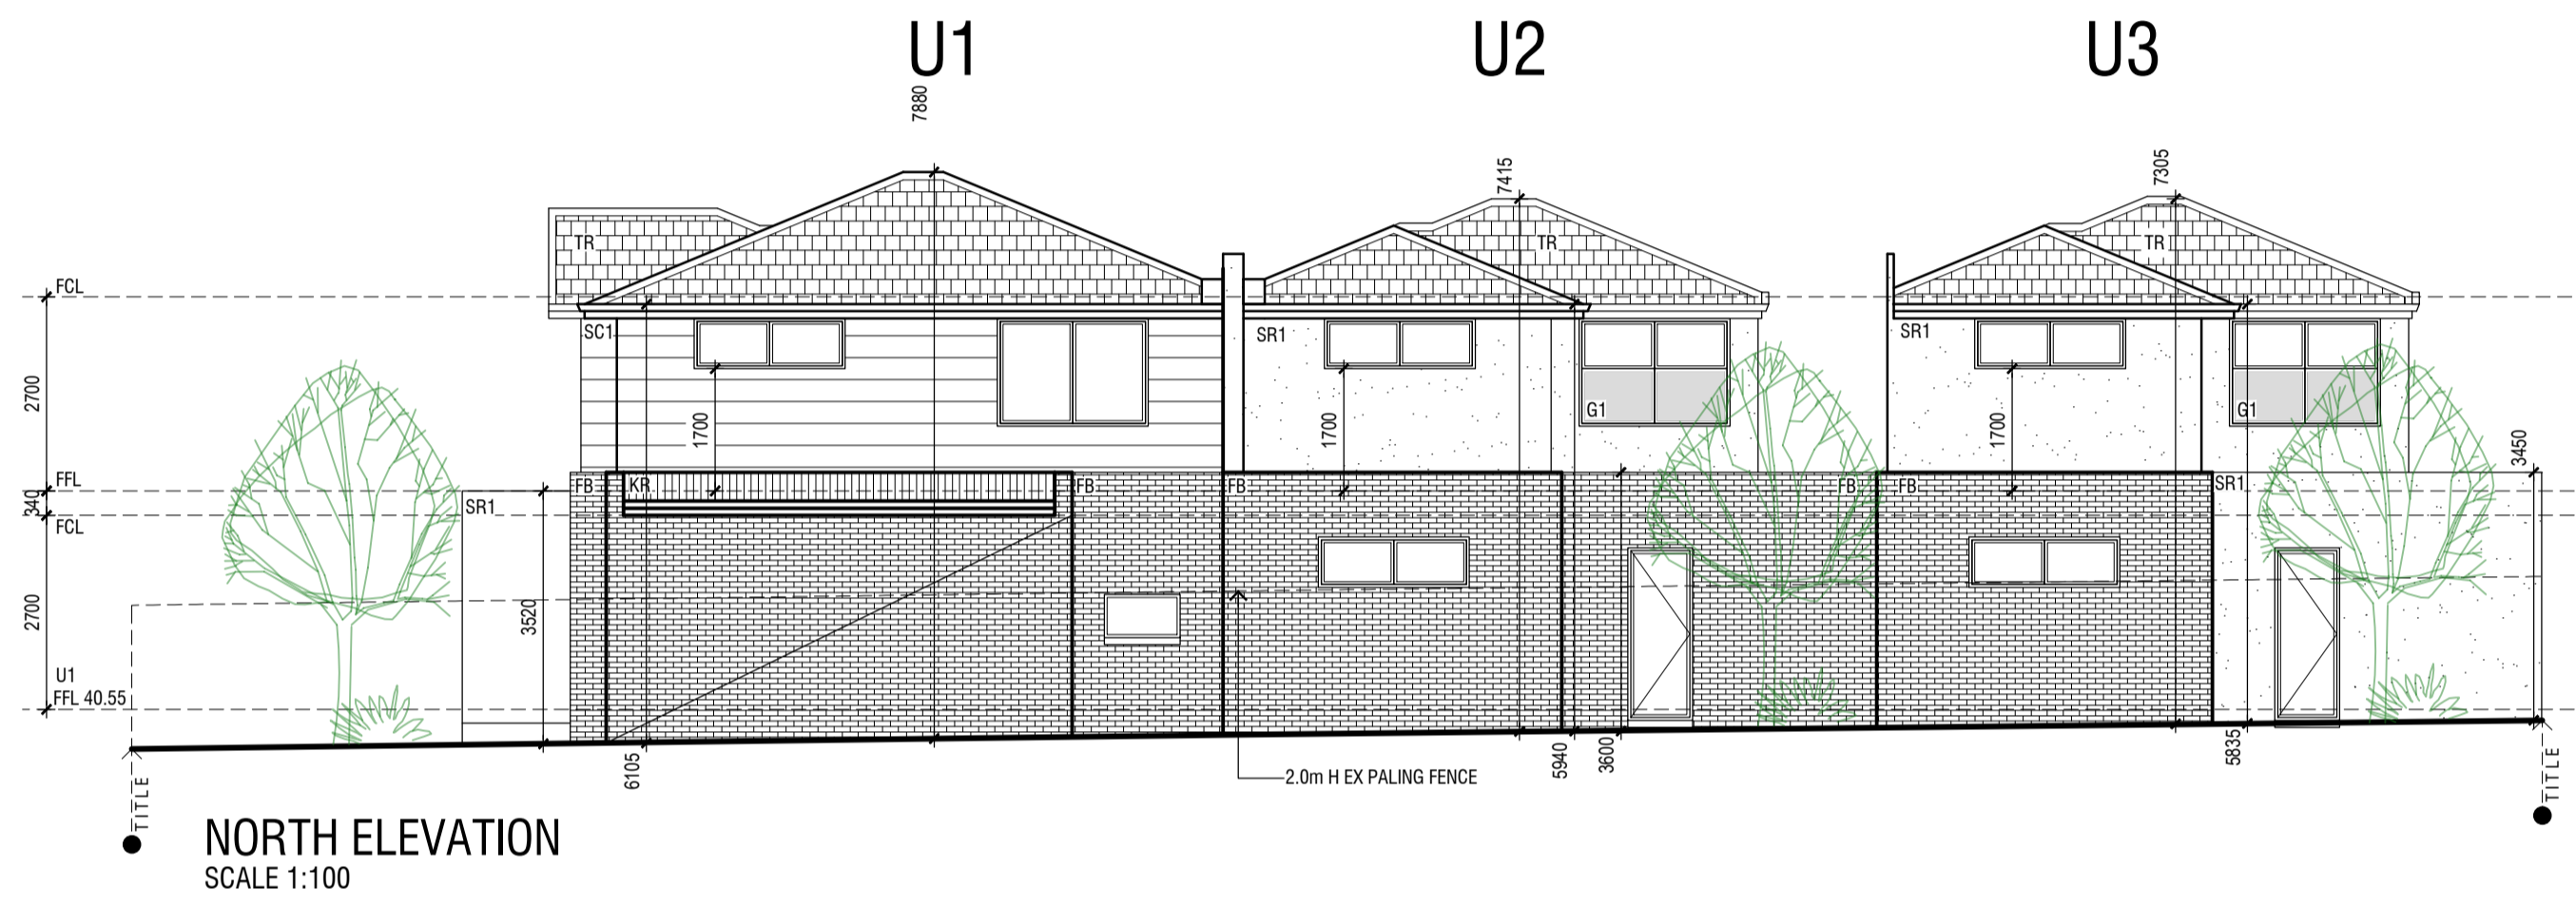 U1
U2
U3
7880
7415
7305
TR
TR
TR
FCL
SC1
SR1
SR1
2700
1700
1700
1700
G1
G1
3450
FFL
FB
KR
FB
FB
FB
FB
SR1
340
SR1
FCL
2700
3520
U1
FFL 40.55
6105
5940
3600
5835
2.0m H EX PALING FENCE
TITLE
TITLE
NORTH ELEVATION
SCALE 1:100